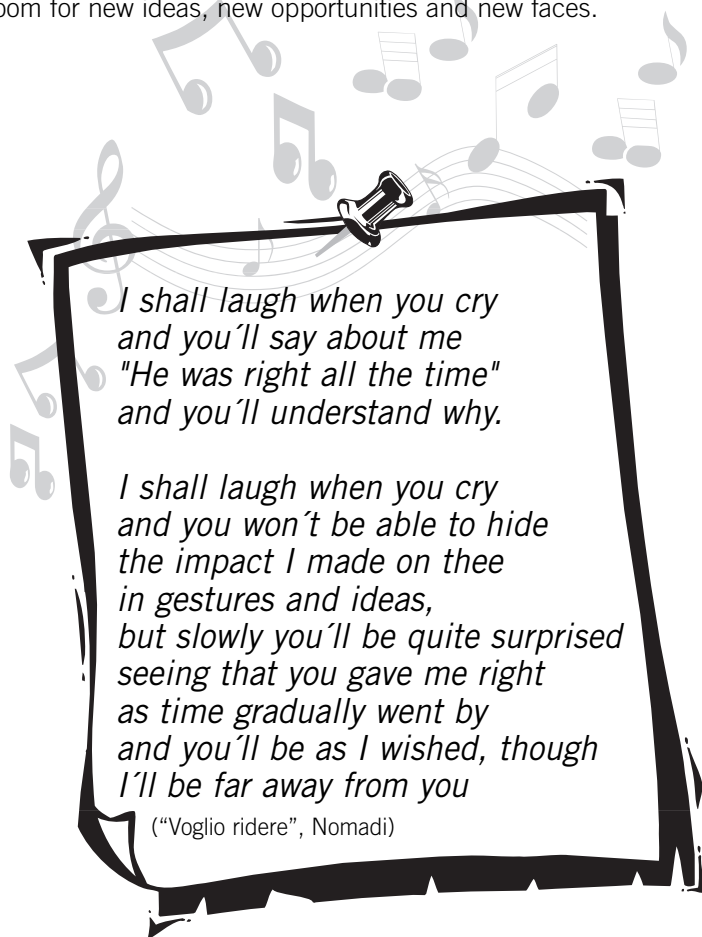 for new ideas, new opportunities and new faces.
I shall laugh when you cry
and you´ll say about me
"He was right all the time"
and you´ll understand why.
I shall laugh when you cry
and you won´t be able to hide
the impact I made on thee
in gestures and ideas,
but slowly you´ll be quite surprised
seeing that you gave me right
as time gradually went by
and you´ll be as I wished, though
I´ll be far away from you
(“Voglio ridere”, Nomadi)